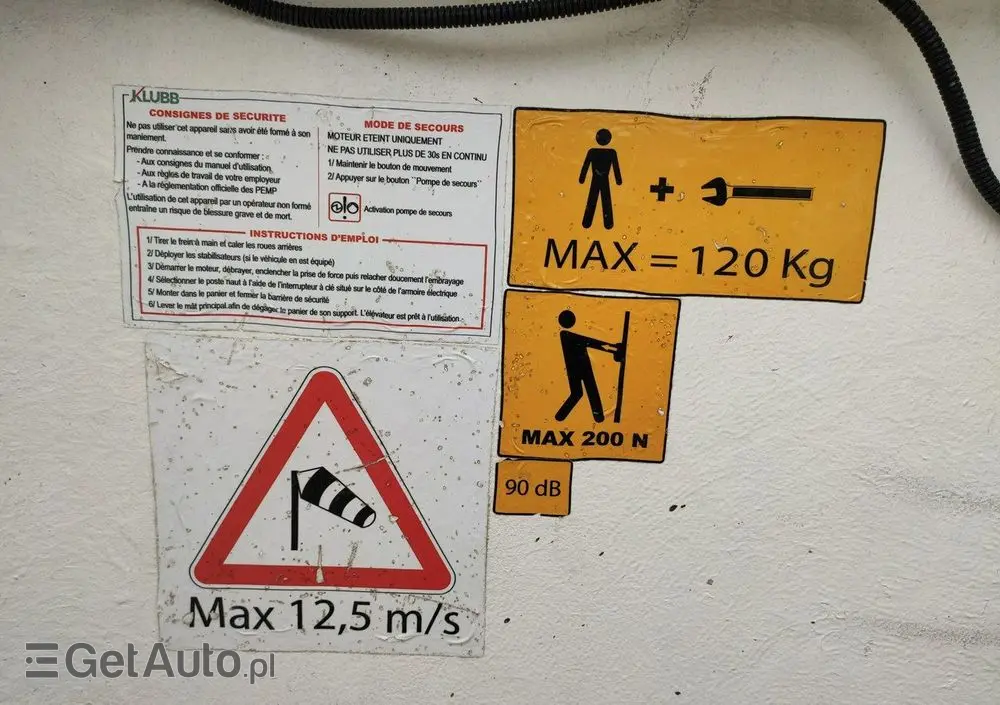 KLUBB
CONSIGNES DE SECURITE
Ne pas utiliser cet appareil sans avoir été formé à son
maniement.
Prendre connaissance et se conformer :
- Aux consignes du manuel d'utilisation
- Aux règles de travail de votre employeur
- A la réglementation officielle des PEMP
L'utilisation de cet appareil par un opérateur non formé
entraîne un risque de blessure grave et de mort.
MODE DE SECOURS
MOTEUR ETEINT UNIQUEMENT
NE PAS UTILISER PLUS DE 30s EN CONTINU
1/ Maintenir le bouton de mouvement
2/ Appuyer sur le bouton ``Pompe de secours``
Activation pompe de secours
INSTRUCTIONS D'EMPLOI
1/ Tirer le frein à main et caler les roues arrières
2/ Déployer les stabilisateurs (si le véhicule en est équipé)
3/ Démarrer le moteur, débrayer, enclencher la prise de force puis relacher doucement l'embrayage
4/ Sélectionner le poste haut à l'aide de l'interrupteur à clé situé sur le côté de l'armoire électrique
5/ Monter dans le panier et fermer la barrière de sécurité
6/ Lever le mât principal afin de dégager le panier de son support. L'élévateur est prêt à l'utilisation.
+
MAX = 120 Kg
MAX 200 N
90 dB
Max 12,5 m/s
GetAuto.pl